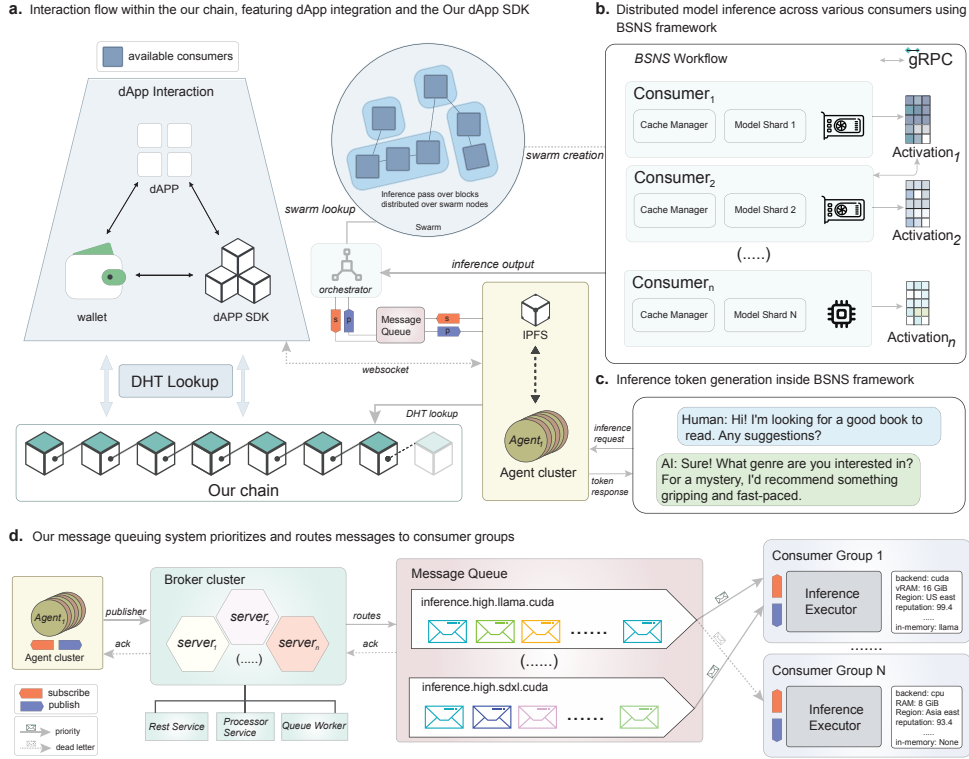 a. Interaction flow within the our chain, featuring dApp integration and the Our dApp SDK
available consumers
dApp Interaction
dAPP
wallet
dAPP SDK
DHT Lookup
Our chain
Inference pass over blocks
distributed over swarm nodes
Swarm
swarm creation
swarm lookup
orchestrator
inference output
s
p
Message
Queue
s
p
websocket
DHT lookup
IPFS
Agent1
Agent cluster
inference
request
token
response
b. Distributed model inference across various consumers using
BSNS framework
BSNS Workflow
gRPC
Consumer1
Cache Manager
Model Shard 1
Activation1
Consumer2
Cache Manager
Model Shard 2
Activation2
(.....)
Consumern
Cache Manager
Model Shard N
Activationn
c. Inference token generation inside BSNS framework
Human: Hi! I'm looking for a good book to
read. Any suggestions?
AI: Sure! What genre are you interested in?
For a mystery, I'd recommend something
gripping and fast-paced.
d. Our message queuing system prioritizes and routes messages to consumer groups
Agent1
Agent cluster
publisher
ack
subscribe
publish
priority
dead letter
Broker cluster
server1
server2
servern
(.....)
Rest Service
Processor
Service
Queue Worker
routes
ack
Message Queue
inference.high.llama.cuda
......
(......)
inference.high.sdxl.cuda
......
Consumer Group 1
Inference
Executor
backend: cuda
vRAM: 16 GiB
Region: US east
reputation: 99.4
.....
in-memory: llama
.......
Consumer Group N
Inference
Executor
backend: cpu
RAM: 8 GiB
Region: Asia east
reputation: 93.4
.....
in-memory: None